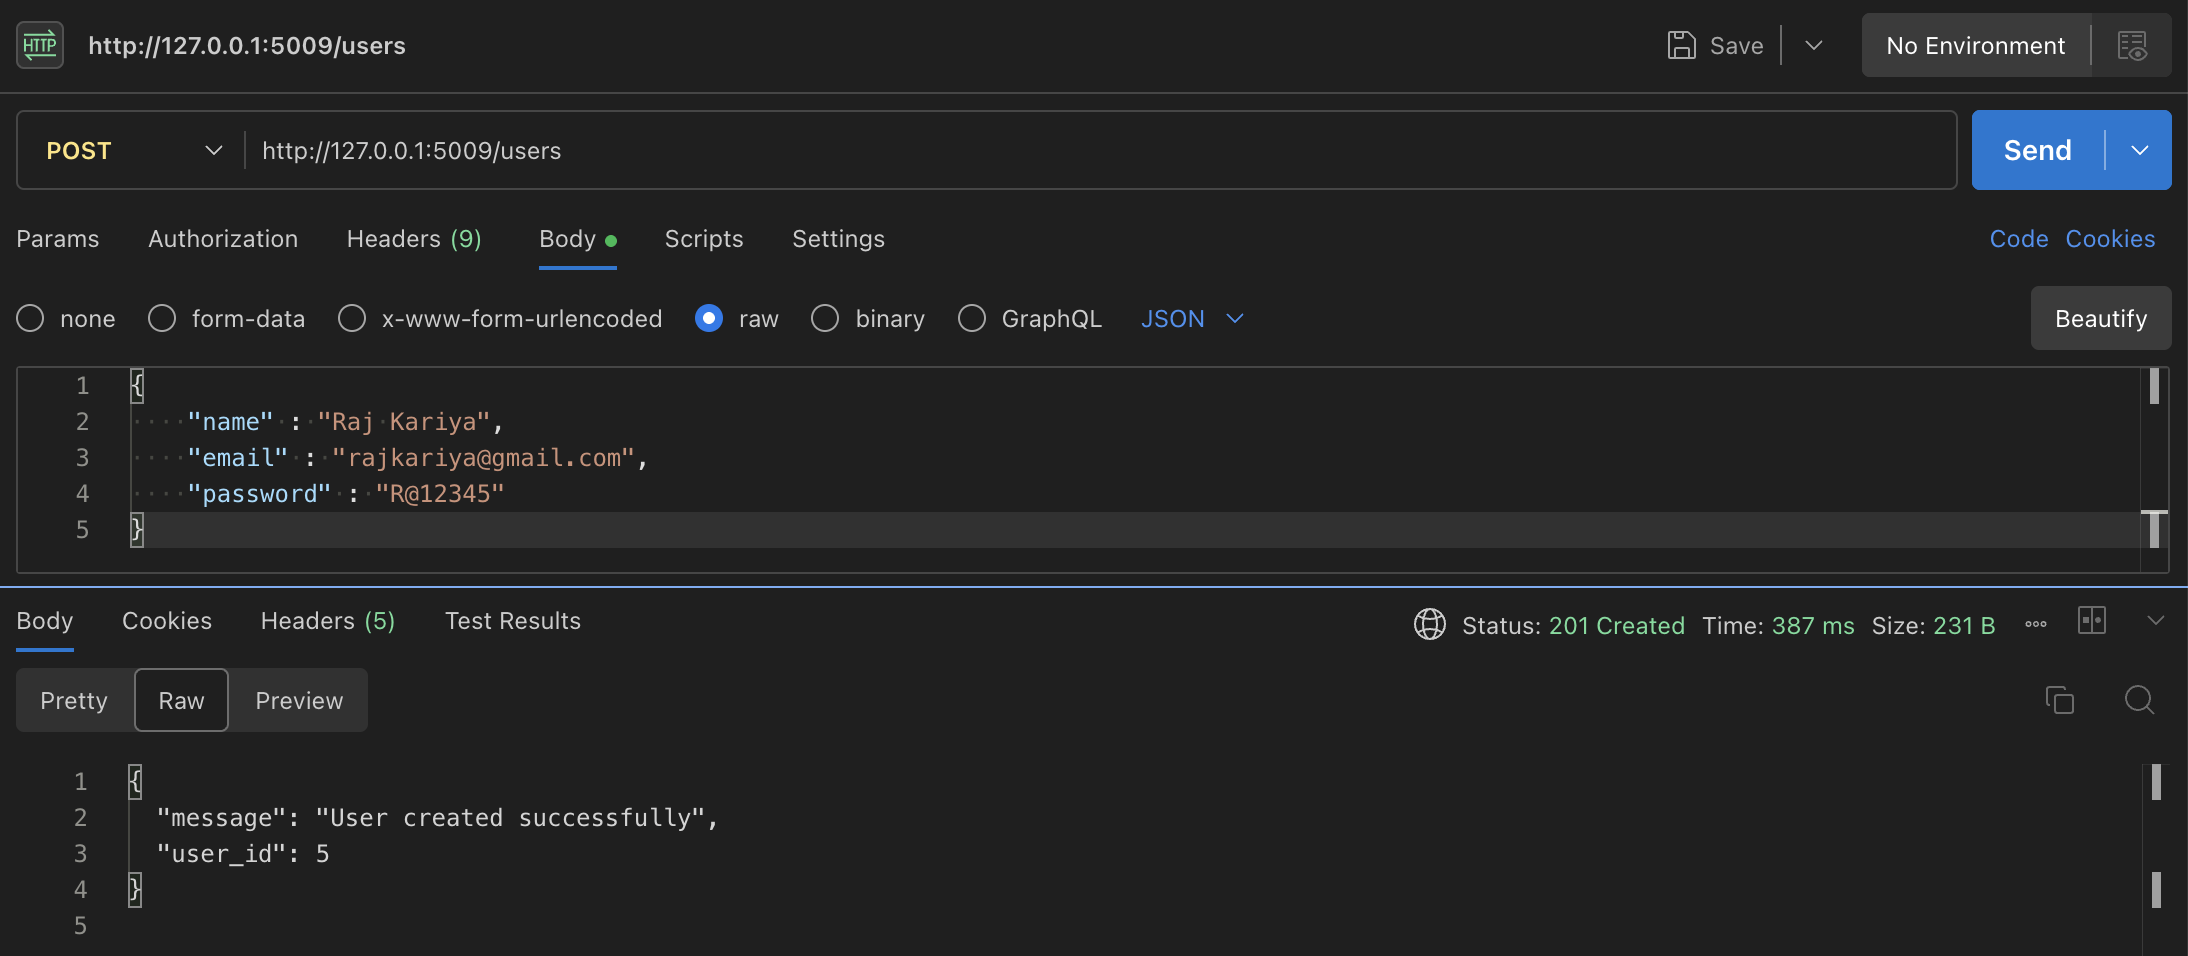 HTTP http://127.0.0.1:5009/users Save No Environment
POST http://127.0.0.1:5009/users Send
Params Authorization Headers (9) Body Scripts Settings Code Cookies
none form-data x-www-form-urlencoded raw binary GraphQL JSON Beautify
1 {
2 "name" : "Raj Kariya",
3 "email" : "rajkariya@gmail.com",
4 "password" : "R@12345"
5 }
Body Cookies Headers (5) Test Results Status: 201 Created Time: 387 ms Size: 231 B
Pretty Raw Preview
1 {
2 "message": "User created successfully",
3 "user_id": 5
4 }
5